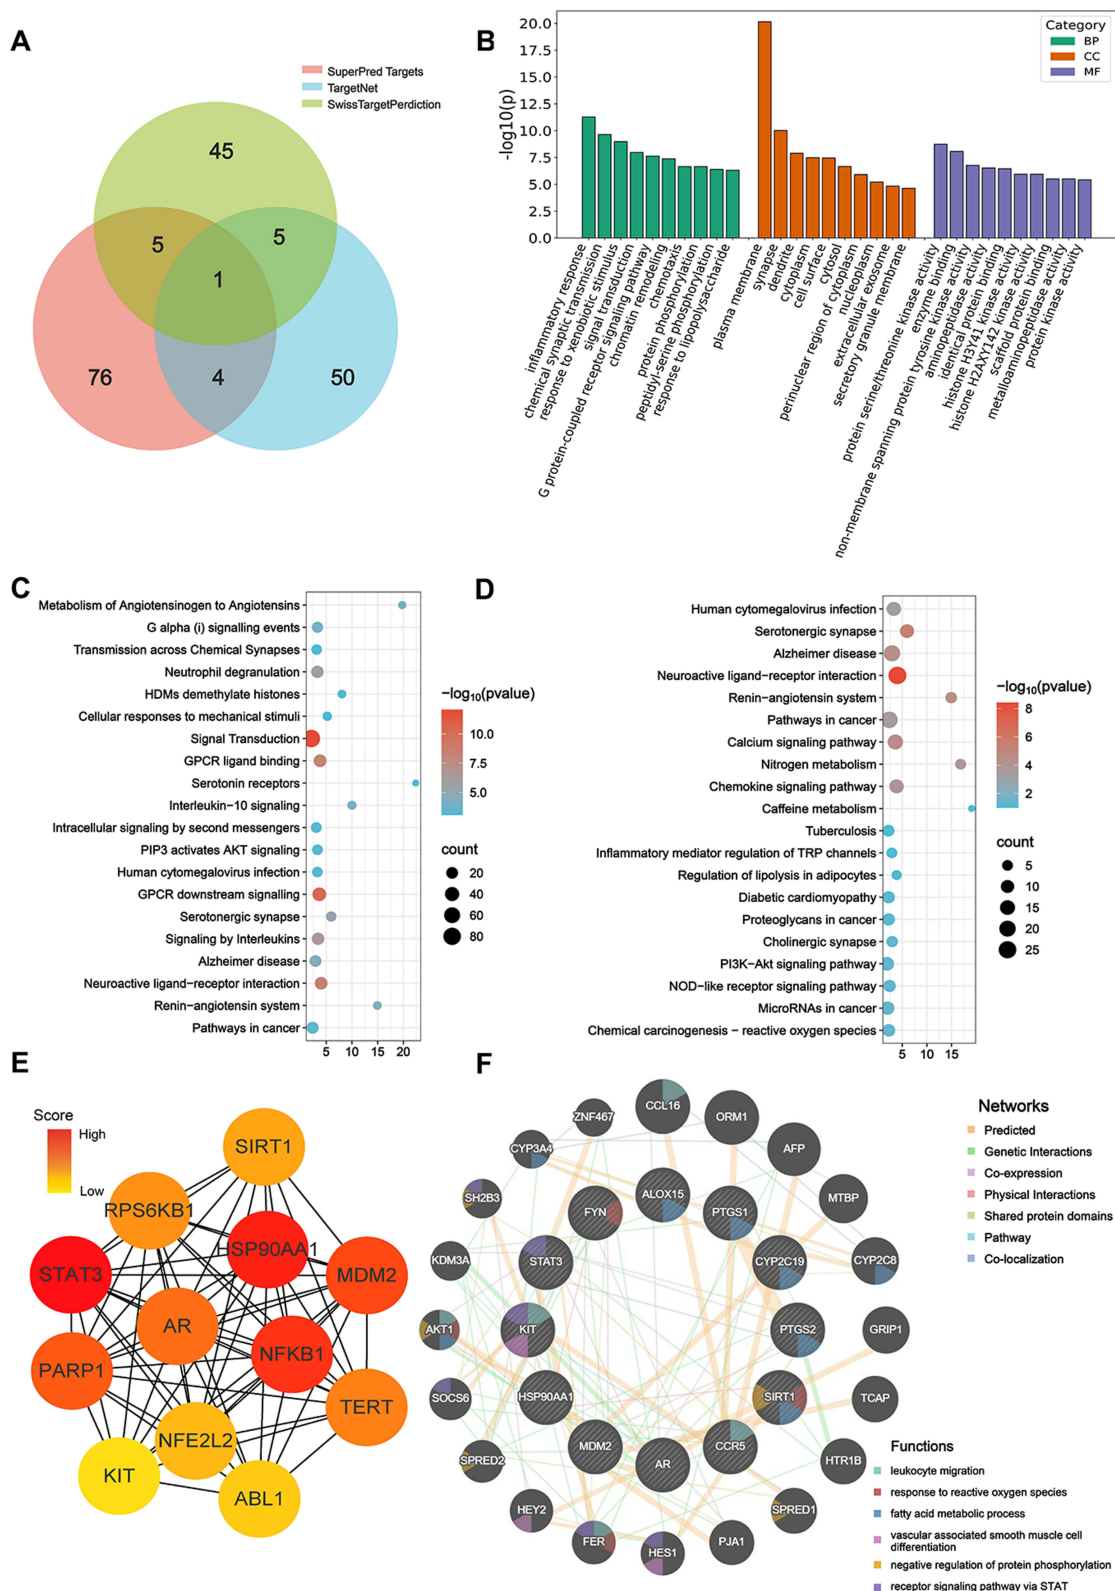 A
SuperPred Targets
TargetNet
SwissTargetPerdiction
45
5
5
1
76
4
50
B
-log10(p)
20.0
17.5
15.0
12.5
10.0
7.5
5.0
2.5
0.0
Category
BP
CC
MF
inflammatory response
chemical synaptic transmission
response to xenobiotic stimulus
signal transduction
G protein-coupled receptor signaling pathway
chromatin remodeling
chemotaxis
protein phosphorylation
peptidyl-serine phosphorylation
response to lipopolysaccharide
plasma membrane
synapse
dendrite
cytoplasm
cell surface
cytosol
perinuclear region of cytoplasm
nucleoplasm
extracellular exosome
secretory granule membrane
protein serine/threonine kinase activity
enzyme binding
non-membrane spanning protein tyrosine kinase activity
aminopeptidase activity
identical protein binding
histone H3Y41 kinase activity
histone H2AXY142 kinase activity
scaffold protein binding
metalloaminopeptidase activity
protein kinase activity
C
Metabolism of Angiotensinogen to Angiotensins
G alpha (i) signalling events
Transmission across Chemical Synapses
Neutrophil degranulation
HDMs demethylate histones
Cellular responses to mechanical stimuli
Signal Transduction
GPCR ligand binding
Serotonin receptors
Interleukin−10 signaling
Intracellular signaling by second messengers
PIP3 activates AKT signaling
Human cytomegalovirus infection
GPCR downstream signalling
Serotonergic synapse
Signaling by Interleukins
Alzheimer disease
Neuroactive ligand−receptor interaction
Renin−angiotensin system
Pathways in cancer
5 10 15 20
−log10(pvalue)
10.0
7.5
5.0
count
20
40
60
80
D
Human cytomegalovirus infection
Serotonergic synapse
Alzheimer disease
Neuroactive ligand−receptor interaction
Renin−angiotensin system
Pathways in cancer
Calcium signaling pathway
Nitrogen metabolism
Chemokine signaling pathway
Caffeine metabolism
Tuberculosis
Inflammatory mediator regulation of TRP channels
Regulation of lipolysis in adipocytes
Diabetic cardiomyopathy
Proteoglycans in cancer
Cholinergic synapse
PI3K−Akt signaling pathway
NOD−like receptor signaling pathway
MicroRNAs in cancer
Chemical carcinogenesis − reactive oxygen species
5 10 15
−log10(pvalue)
8
6
4
2
count
5
10
15
20
25
E
Score
High
Low
SIRT1
RPS6KB1
HSP90AA1
STAT3
MDM2
AR
NFKB1
PARP1
TERT
NFE2L2
KIT
ABL1
F
CCL16
ZNF467
ORM1
CYP3A4
AFP
SH2B3
ALOX15
FYN
PTGS1
MTBP
KDM3A
STAT3
CYP2C19
CYP2C8
AKT1
KIT
PTGS2
GRIP1
SOCS6
HSP90AA1
SIRT1
TCAP
MDM2
CCR5
AR
SPRED2
HTR1B
HEY2
SPRED1
FER
HES1
PJA1
Networks
Predicted
Genetic Interactions
Co-expression
Physical Interactions
Shared protein domains
Pathway
Co-localization
Functions
leukocyte migration
response to reactive oxygen species
fatty acid metabolic process
vascular associated smooth muscle cell
differentiation
negative regulation of protein phosphorylation
receptor signaling pathway via STAT